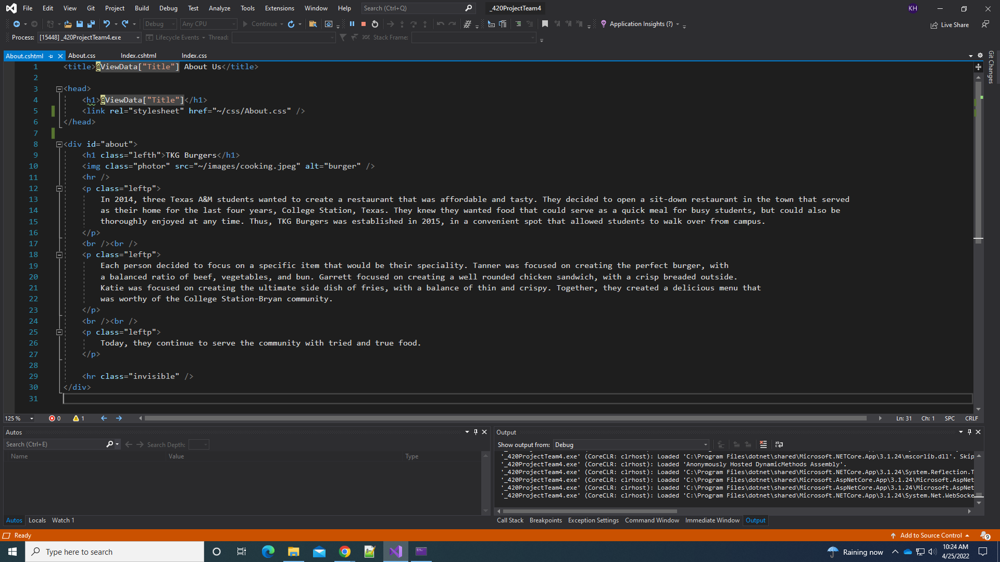 File Edit View Git Project Build Debug Test Analyze Tools Extensions Window Help Search (Ctrl+Q) _420ProjectTeam4 KH
Debug Any CPU Continue Application Insights (?) Live Share
Process: [15448] _420ProjectTeam4.exe Lifecycle Events Thread: Stack Frame:
About.cshtml About.css Index.cshtml Index.css
Git Changes
1 <title>@ViewData["Title"] About Us</title>
2
3 <head>
4 <h1>@ViewData["Title"]</h1>
5 <link rel="stylesheet" href="~/css/About.css" />
6 </head>
7
8 <div id="about">
9 <h1 class="lefth">TKG Burgers</h1>
10 <img class="photor" src="~/images/cooking.jpeg" alt="burger" />
11 <hr />
12 <p class="leftp">
13 In 2014, three Texas A&M students wanted to create a restaurant that was affordable and tasty. They decided to open a sit-down restaurant in the town that served
14 as their home for the last four years, College Station, Texas. They knew they wanted food that could serve as a quick meal for busy students, but could also be
15 thoroughly enjoyed at any time. Thus, TKG Burgers was established in 2015, in a convenient spot that allowed students to walk over from campus.
16 </p>
17 <br /><br />
18 <p class="leftp">
19 Each person decided to focus on a specific item that would be their speciality. Tanner was focused on creating the perfect burger, with
20 a balanced ratio of beef, vegetables, and bun. Garrett focused on creating a well rounded chicken sandwich, with a crisp breaded outside.
21 Katie was focused on creating the ultimate side dish of fries, with a balance of thin and crispy. Together, they created a delicious menu that
22 was worthy of the College Station-Bryan community.
23 </p>
24 <br /><br />
25 <p class="leftp">
26 Today, they continue to serve the community with tried and true food.
27 </p>
28
29 <hr class="invisible" />
30 </div>
31
125 % 0 1 Ln: 31 Ch: 1 SPC CRLF
Autos
Search (Ctrl+E) Search Depth:
Name Value Type
Autos Locals Watch 1
Output
Show output from: Debug
'_420ProjectTeam4.exe' (CoreCLR: clrhost): Loaded 'C:\Program Files\dotnet\shared\Microsoft.NETCore.App\3.1.24\mscorlib.dll'. Skip
'_420ProjectTeam4.exe' (CoreCLR: clrhost): Loaded 'Anonymously Hosted DynamicMethods Assembly'.
'_420ProjectTeam4.exe' (CoreCLR: clrhost): Loaded 'C:\Program Files\dotnet\shared\Microsoft.NETCore.App\3.1.24\System.Reflection.T
'_420ProjectTeam4.exe' (CoreCLR: clrhost): Loaded 'C:\Program Files\dotnet\shared\Microsoft.AspNetCore.App\3.1.24\Microsoft.AspNet
'_420ProjectTeam4.exe' (CoreCLR: clrhost): Loaded 'C:\Program Files\dotnet\shared\Microsoft.AspNetCore.App\3.1.24\Microsoft.AspNet
'_420ProjectTeam4.exe' (CoreCLR: clrhost): Loaded 'C:\Program Files\dotnet\shared\Microsoft.NETCore.App\3.1.24\System.Net.WebSocke
Call Stack Breakpoints Exception Settings Command Window Immediate Window Output
Ready Add to Source Control 9
Type here to search Raining now 10:24 AM
4/25/2022